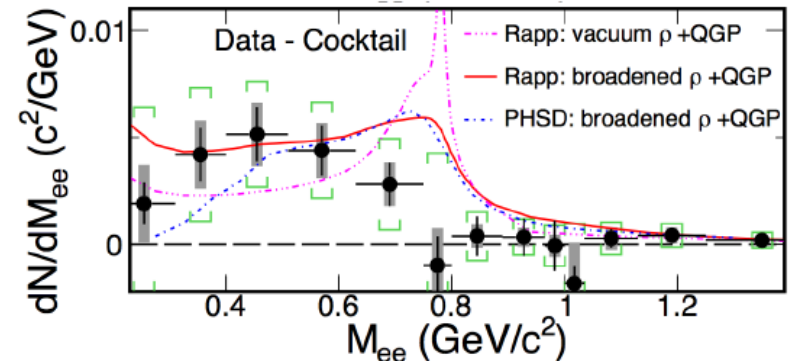 0.01
Data - Cocktail
Rapp: vacuum ρ +QGP
Rapp: broadened ρ +QGP
PHSD: broadened ρ +QGP
dN/dMee (c²/GeV)
0
0.4 0.6 0.8 1 1.2
Mee (GeV/c²)